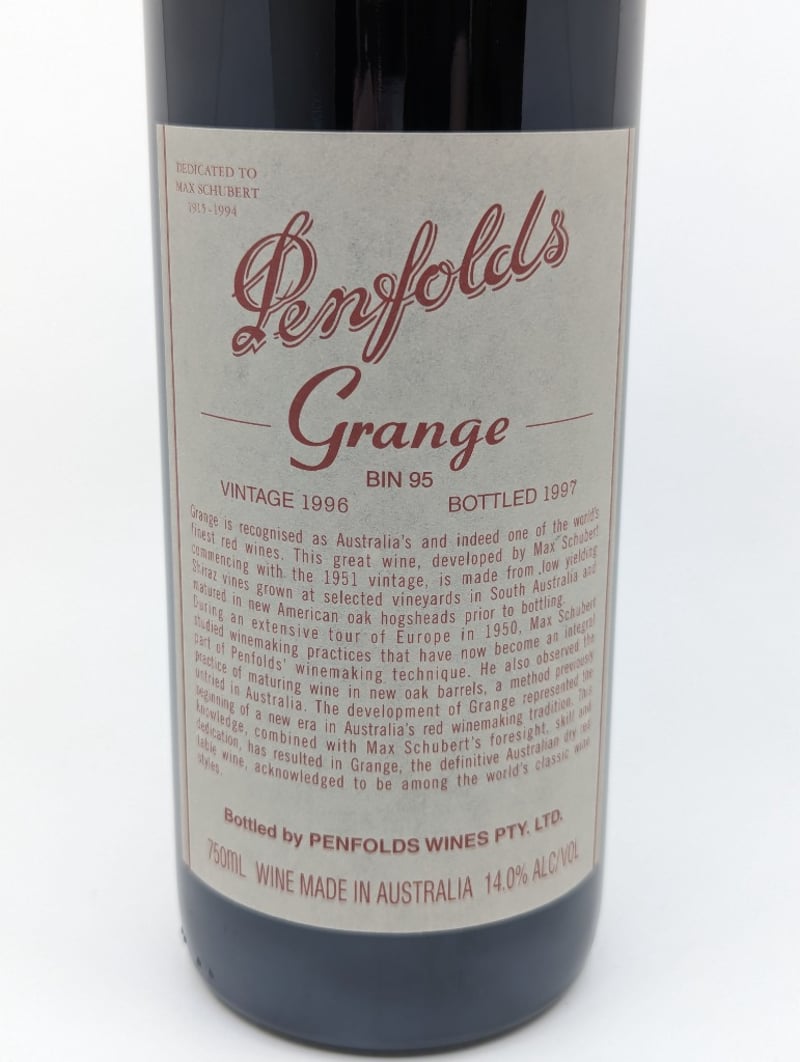 DEDICATED TO
MAX SCHUBERT
1915-1994
Penfolds
Grange
BIN 95
VINTAGE 1996 BOTTLED 1997
Grange is recognised as Australia's and indeed one of the world's
finest red wines. This great wine, developed by Max Schubert
commencing with the 1951 vintage, is made from low yielding
Shiraz vines grown at selected vineyards in South Australia and
matured in new American oak hogsheads prior to bottling.
During an extensive tour of Europe in 1950, Max Schubert
studied winemaking practices that have now become an integral
part of Penfolds' winemaking technique. He also observed the
practice of maturing wine in new oak barrels, a method previously
untried in Australia. The development of Grange represented the
beginning of a new era in Australia's red winemaking tradition. This
knowledge, combined with Max Schubert's foresight, skill and
dedication, has resulted in Grange, the definitive Australian dry red
table wine, acknowledged to be among the world's classic wine
styles.
Bottled by PENFOLDS WINES PTY. LTD.
750mL WINE MADE IN AUSTRALIA 14.0% ALC/VOL